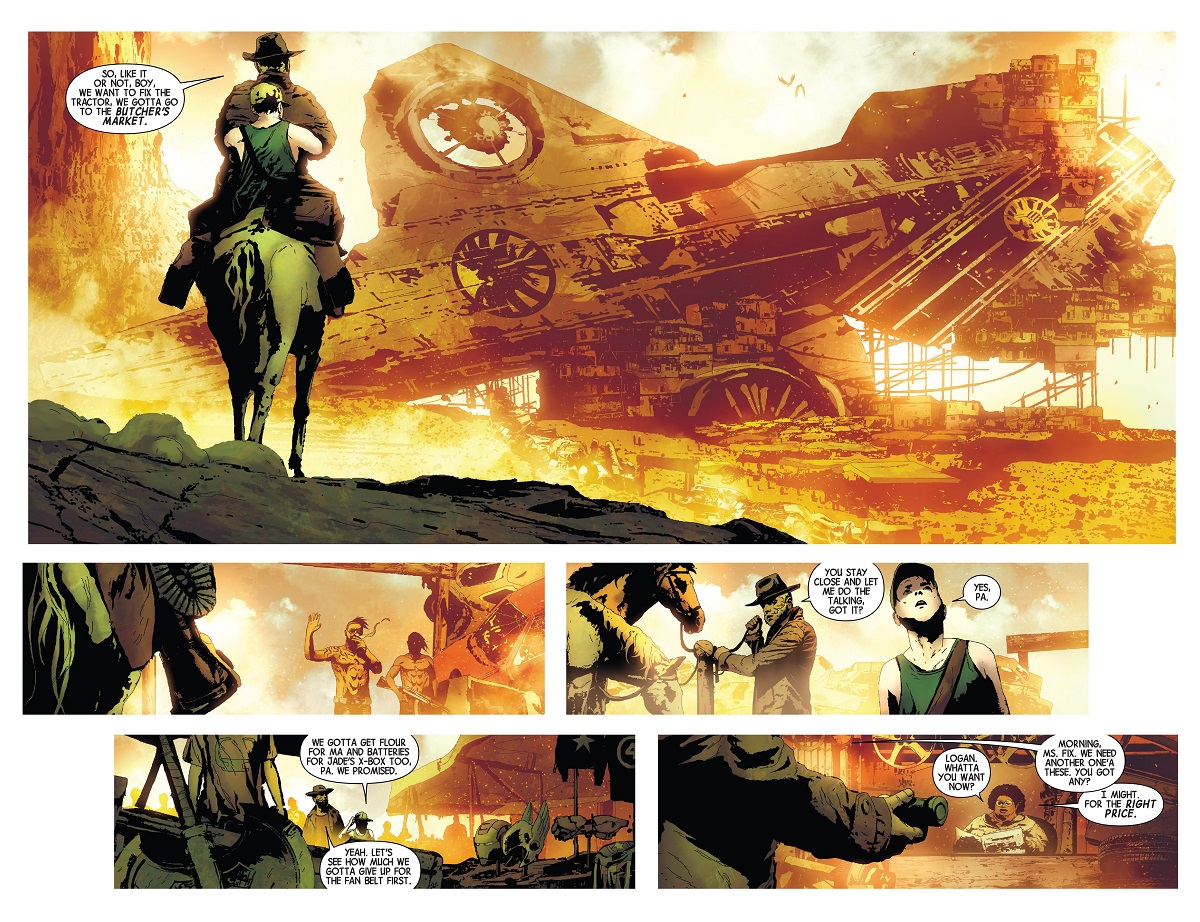 SO, LIKE IT
OR NOT, BOY,
WE WANT TO FIX THE
TRACTOR, WE GOTTA GO
TO THE BUTCHER'S
MARKET.
YOU STAY
CLOSE AND LET
ME DO THE
TALKING,
GOT IT?
YES,
PA.
WE GOTTA GET FLOUR
FOR MA AND BATTERIES
FOR JADE'S X-BOX TOO,
PA. WE PROMISED.
YEAH. LET'S
SEE HOW MUCH WE
GOTTA GIVE UP FOR
THE FAN BELT FIRST.
MORNING,
MS. FIX. WE NEED
ANOTHER ONE'A
THESE. YOU GOT
ANY?
LOGAN.
WHATTA
YOU WANT
NOW?
I MIGHT.
FOR THE RIGHT
PRICE.